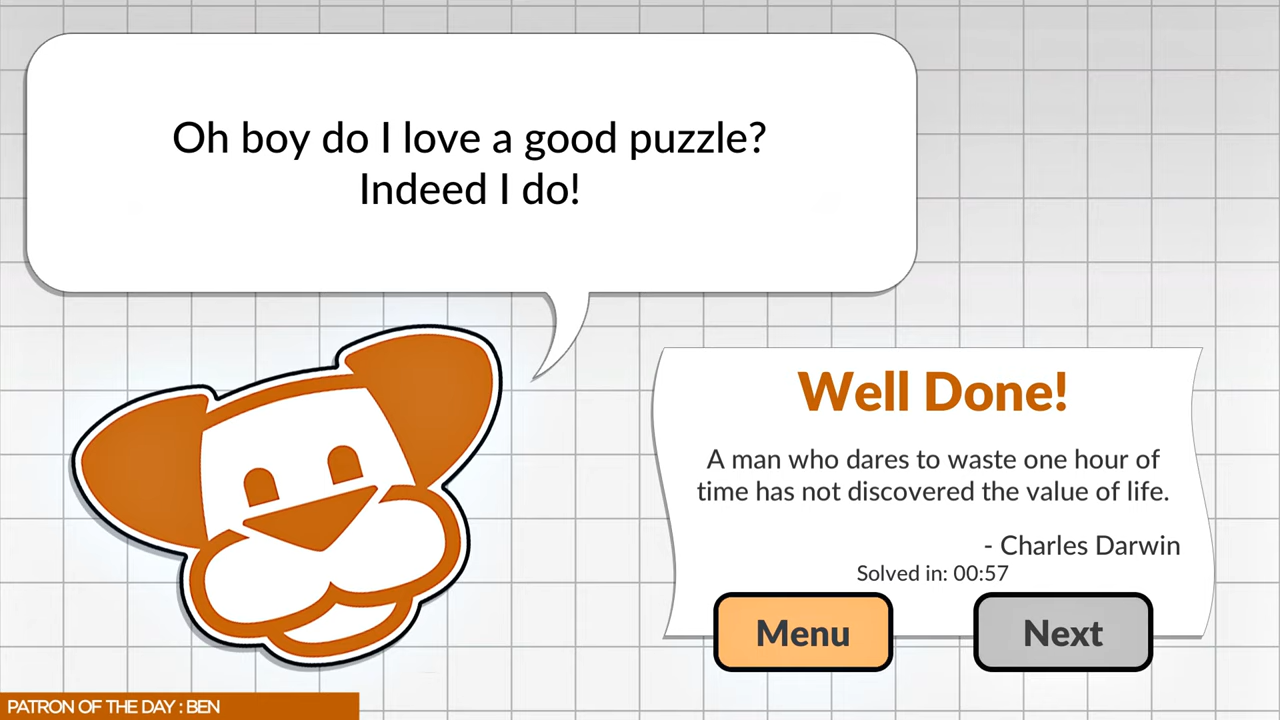 Oh boy do I love a good puzzle?
Indeed I do!
Well Done!
A man who dares to waste one hour of
time has not discovered the value of life.
- Charles Darwin
Solved in: 00:57
Menu
Next
PATRON OF THE DAY : BEN